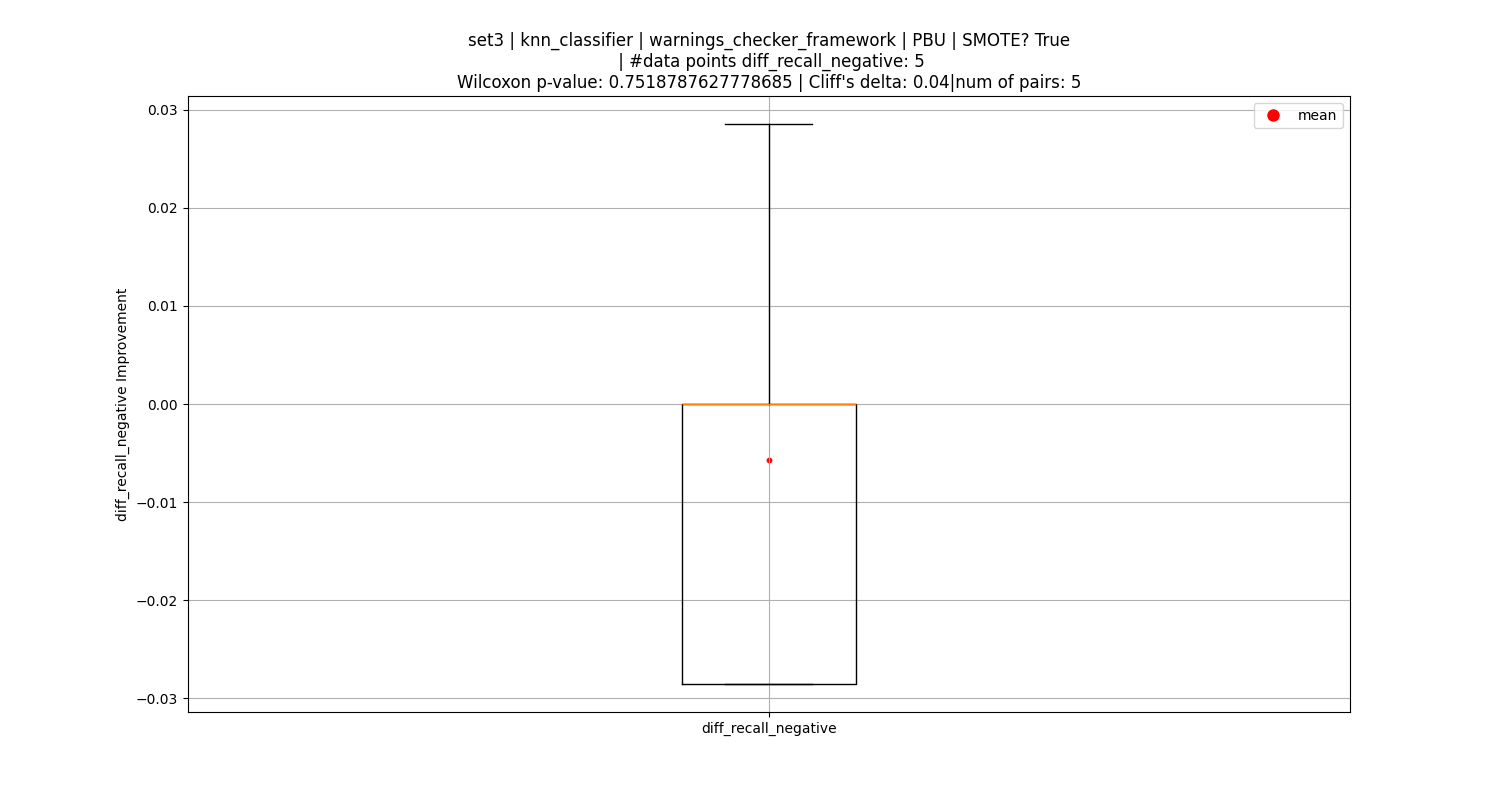 set3 | knn_classifier | warnings_checker_framework | PBU | SMOTE? True
| #data points diff_recall_negative: 5
Wilcoxon p-value: 0.7518787627778685 | Cliff's delta: 0.04|num of pairs: 5
mean
0.03
0.02
0.01
0.00
−0.01
−0.02
−0.03
diff_recall_negative Improvement
diff_recall_negative